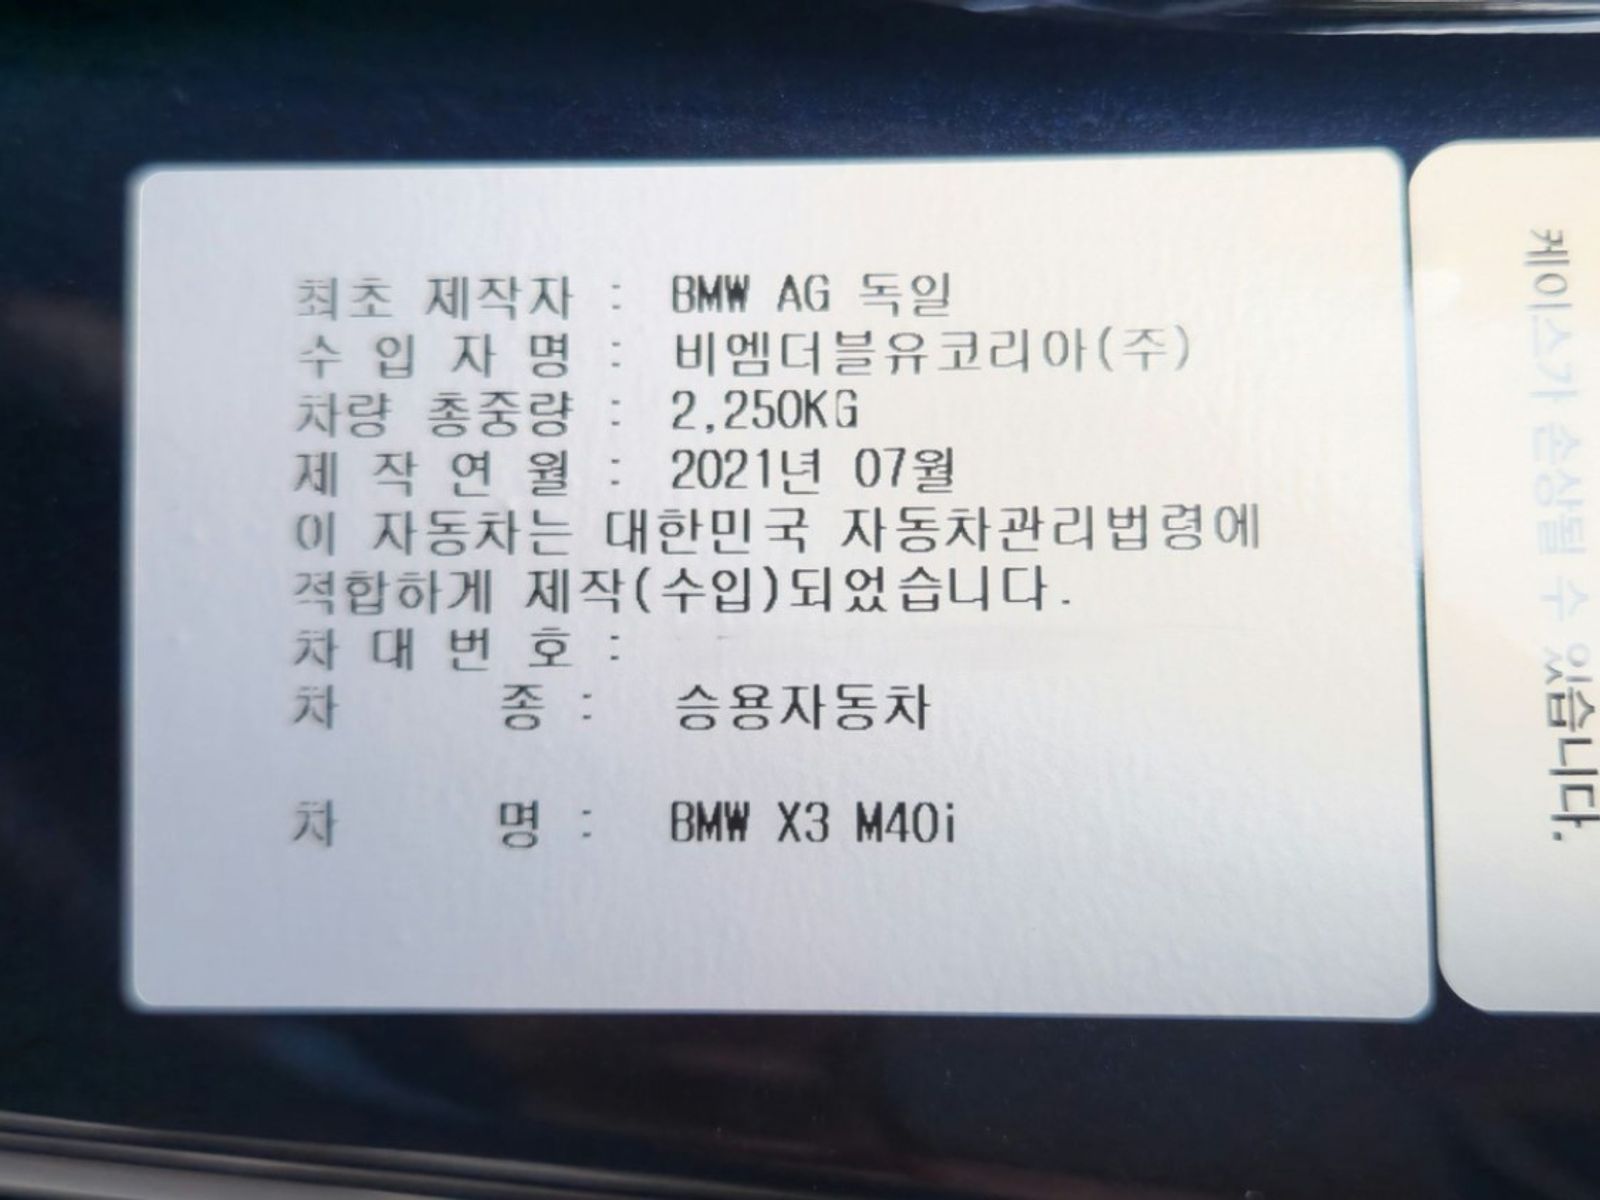 최초 제작자 : BMW AG 독일
수 입 자 명 : 비엠더블유코리아(주)
차량 총중량 : 2,250KG
제 작 연 월 : 2021년 07월
이 자동차는 대한민국 자동차관리법령에
적합하게 제작(수입)되었습니다.
차 대 번 호 :
차 종 : 승용자동차
차 명 : BMW X3 M40i
케이스가 손상될 수 있습니다.